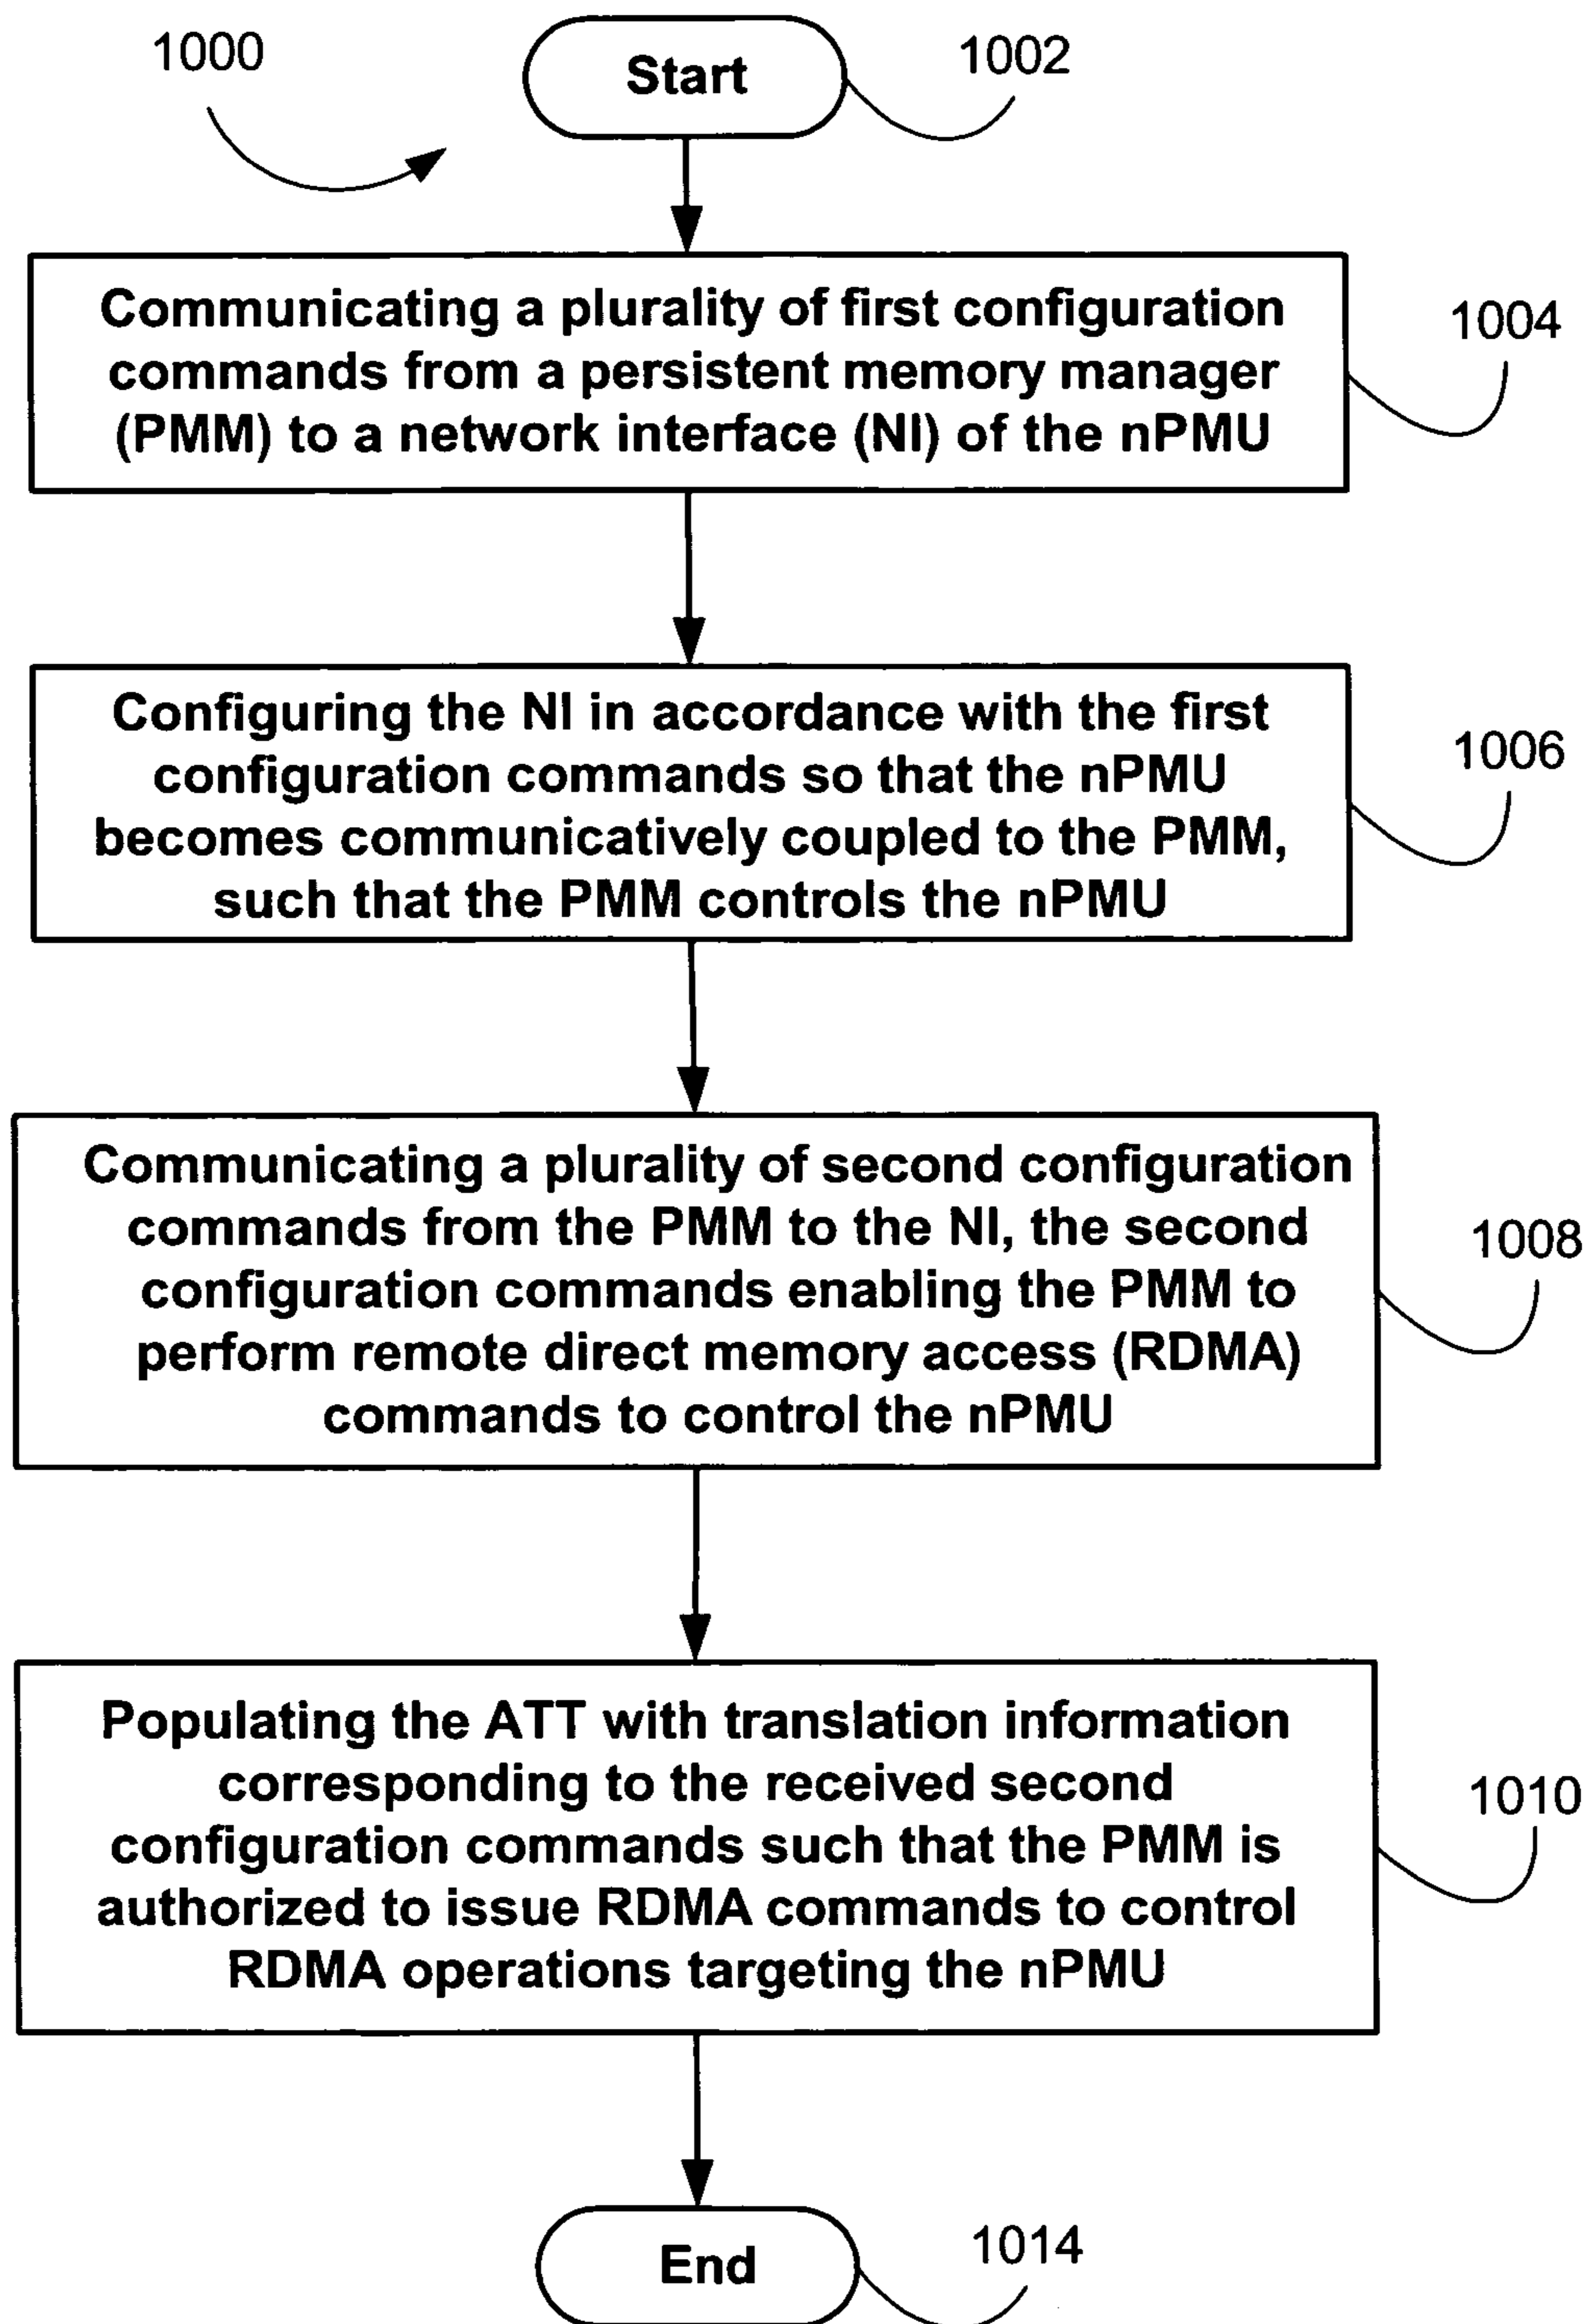 1000
Start
1002
Communicating a plurality of first configuration
commands from a persistent memory manager
(PMM) to a network interface (NI) of the nPMU
1004
Configuring the NI in accordance with the first
configuration commands so that the nPMU
becomes communicatively coupled to the PMM,
such that the PMM controls the nPMU
1006
Communicating a plurality of second configuration
commands from the PMM to the NI, the second
configuration commands enabling the PMM to
perform remote direct memory access (RDMA)
commands to control the nPMU
1008
Populating the ATT with translation information
corresponding to the received second
configuration commands such that the PMM is
authorized to issue RDMA commands to control
RDMA operations targeting the nPMU
1010
End
1014